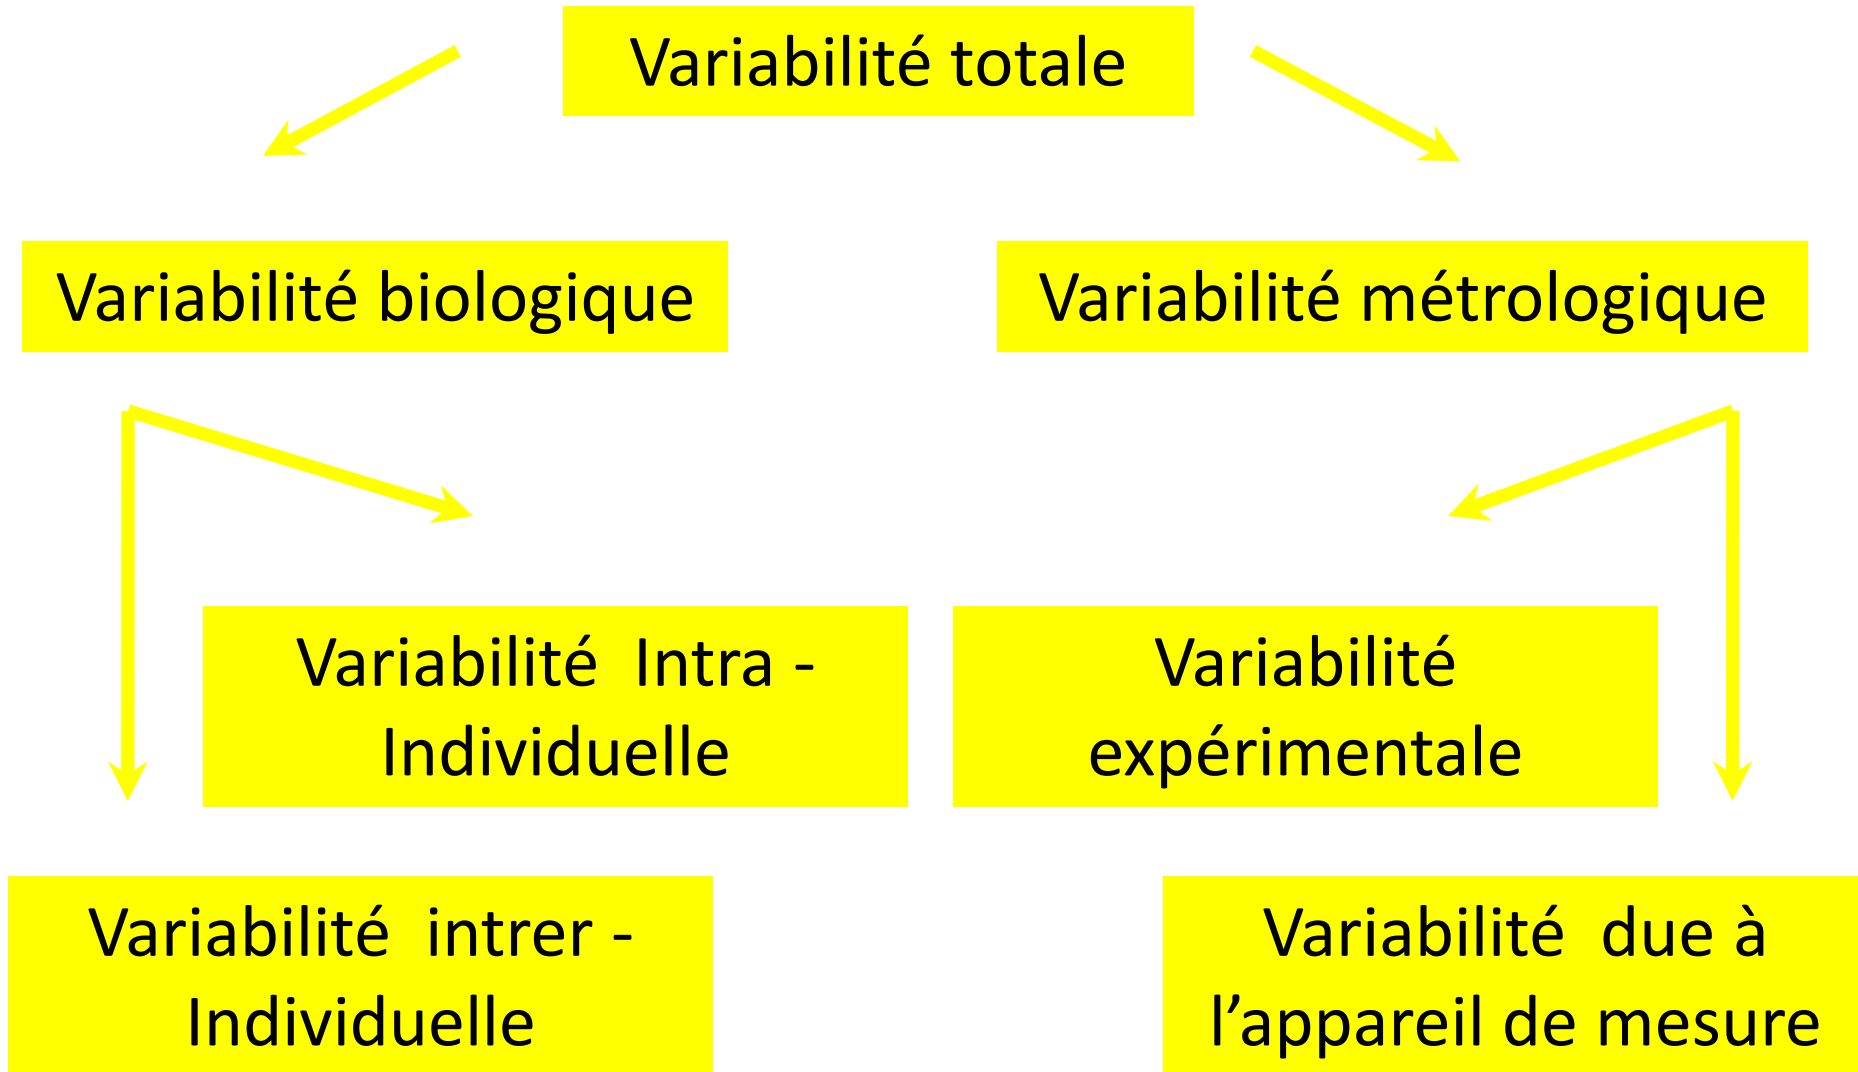 Variabilité totale
Variabilité biologique
Variabilité métrologique
Variabilité  Intra -
Individuelle
Variabilité
expérimentale
Variabilité  intrer -
Individuelle
Variabilité  due à
l’appareil de mesure